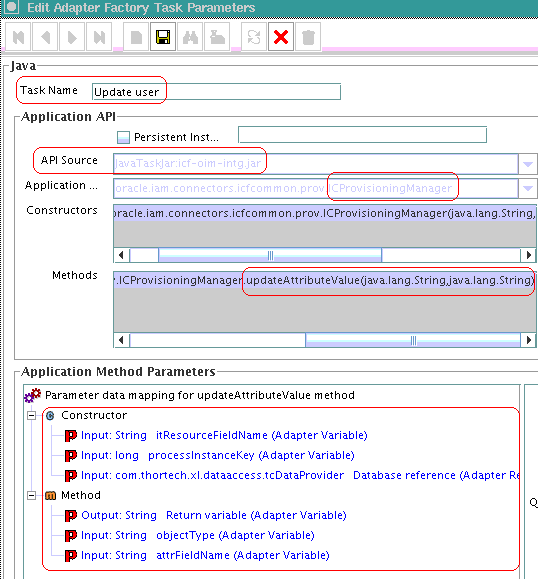 Edit Adapter Factory Task Parameters
Java
Task Name Update user
Application API
Persistent Inst...
API Source JavaTaskJar:icf-oim-intg.jar
Application ... oracle.iam.connectors.icfcommon.prov.ICProvisioningManager
Constructors oracle.iam.connectors.icfcommon.prov.ICProvisioningManager(java.lang.String,
Methods .ICProvisioningManager.updateAttributeValue(java.lang.String,java.lang.String)
Application Method Parameters
Parameter data mapping for updateAttributeValue method
Constructor
Input: String itResourceFieldName (Adapter Variable)
Input: long processInstanceKey (Adapter Variable)
Input: com.thortech.xl.dataaccess.tcDataProvider Database reference (Adapter Re
Method
Output: String Return variable (Adapter Variable)
Q
Input: String objectType (Adapter Variable)
Input: String attrFieldName (Adapter Variable)